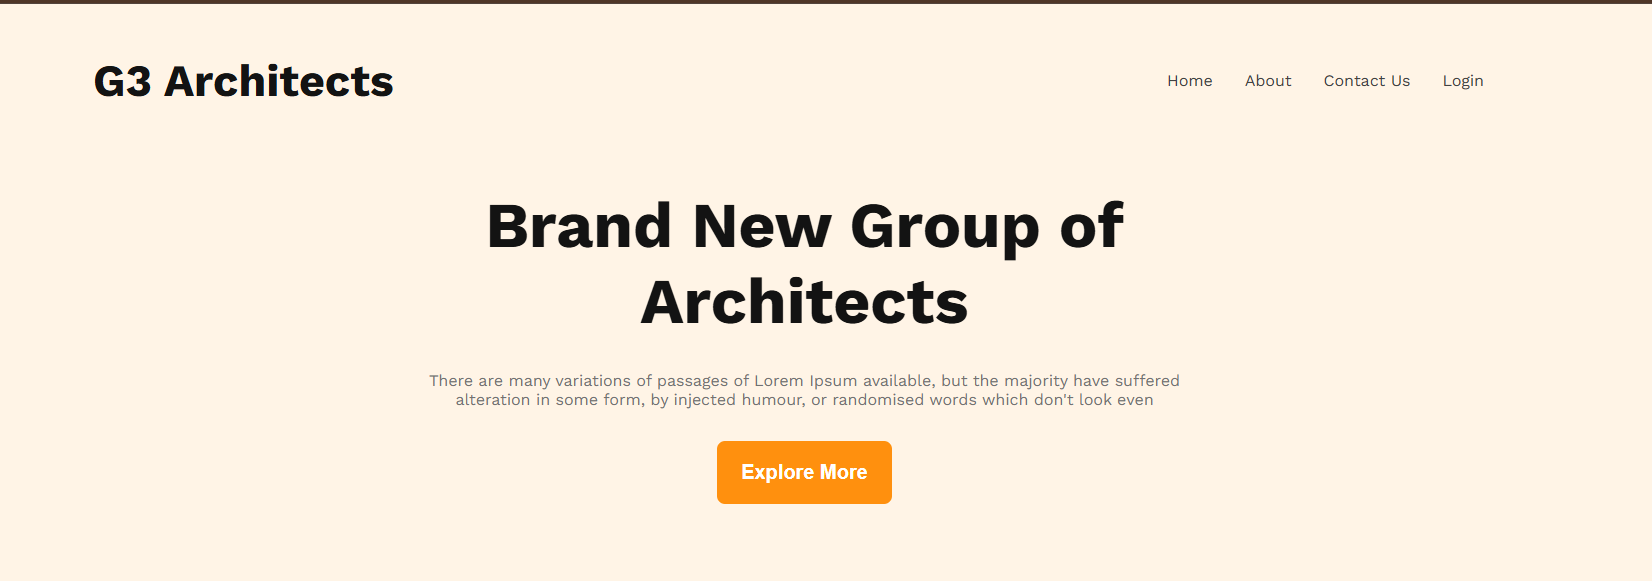 G3 Architects
Home About Contact Us Login
Brand New Group of
Architects
There are many variations of passages of Lorem Ipsum available, but the majority have suffered
alteration in some form, by injected humour, or randomised words which don't look even
Explore More